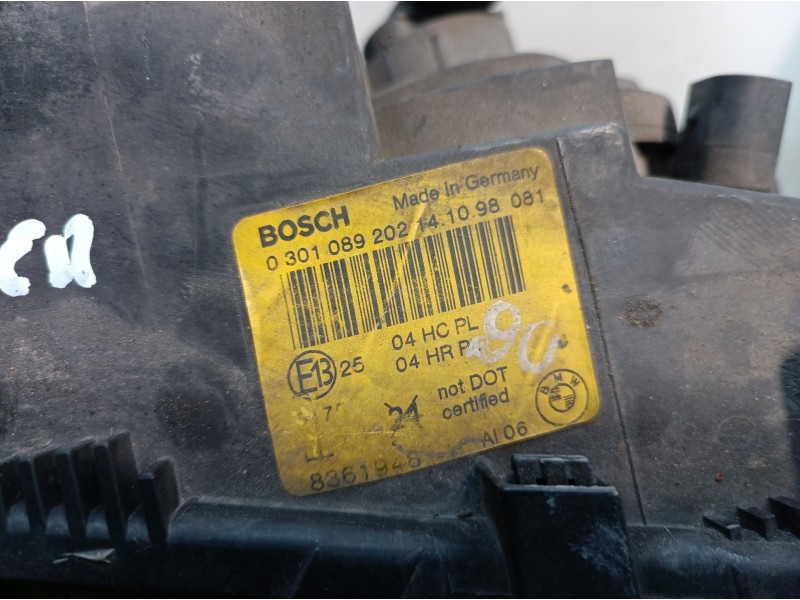 BOSCH Made In Germany
0 301 089 202 14.10.98 081
04 HC PL
04 HR
E13 25
not DOT
certified
BMW
AI 06
8361948